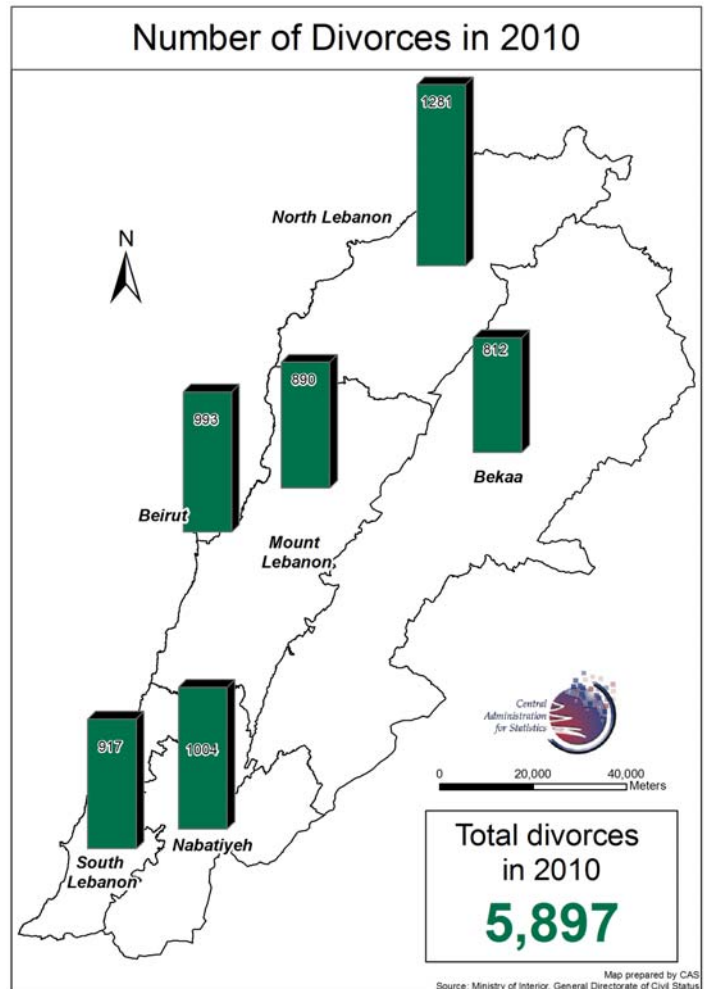 Number of Divorces in 2010
1281
North Lebanon
N
812
890
993
Bekaa
Beirut
Mount
Lebanon
Central
Administration
for Statistics
917
1004
0 20,000 40,000
Meters
Nabatiyeh
South
Lebanon
Total divorces
in 2010
5,897
Map prepared by CAS
Source: Ministry of Interior, General Directorate of Civil Status